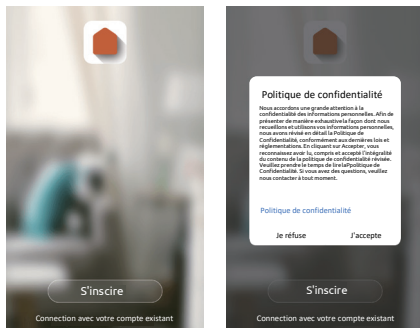 S'inscire
Connection avec votre compte existant
Politique de confidentialité
Nous accordons une grande attention à la
confidentialité des informations personnelles. Afin de
présenter de manière exhaustive la façon dont nous
recueillons et utilisons vos informations personnelles,
nous avons révisé en détail la Politique de
Confidentialité, conformément aux dernières lois et
réglementations. En cliquant sur Accepter, vous
reconnaissez avoir lu, compris et accepté l'intégralité
du contenu de la politique de confidentialité révisée.
Veuillez prendre le temps de lire laPpolitique de
Confidentialité. Si vous avez des questions, veuillez
nous contacter à tout moment.
Politique de confidentialité
Je réfuse J'accepte
S'inscire
Connection avec votre compte existant